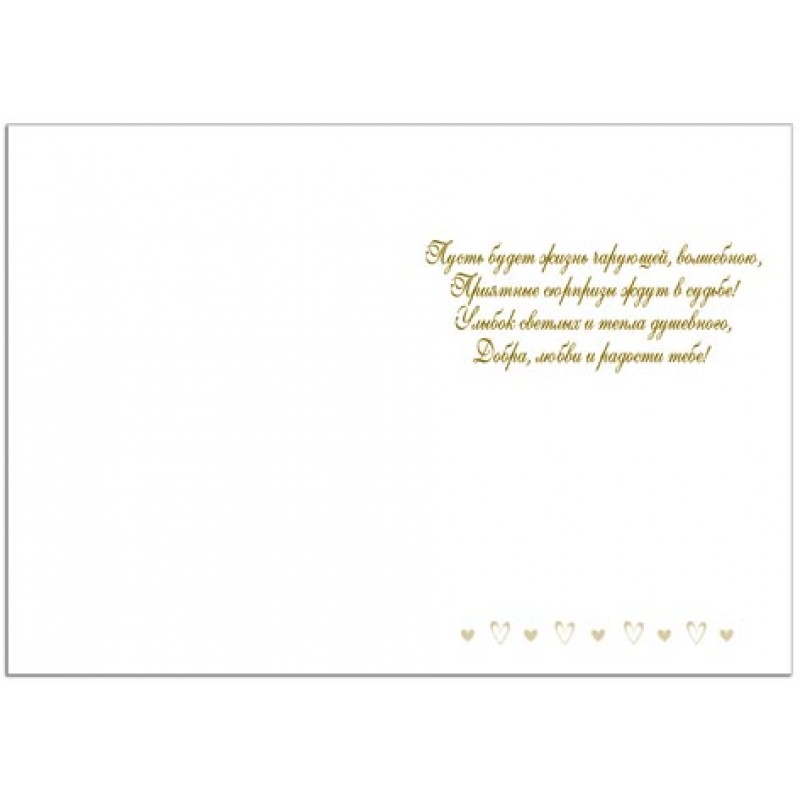 Пусть будет жизнь чарующей, волшебною,
Приятные сюрпризы ждут в судьбе!
Улыбок светлых и тепла душевного,
Добра, любви и радости тебе!